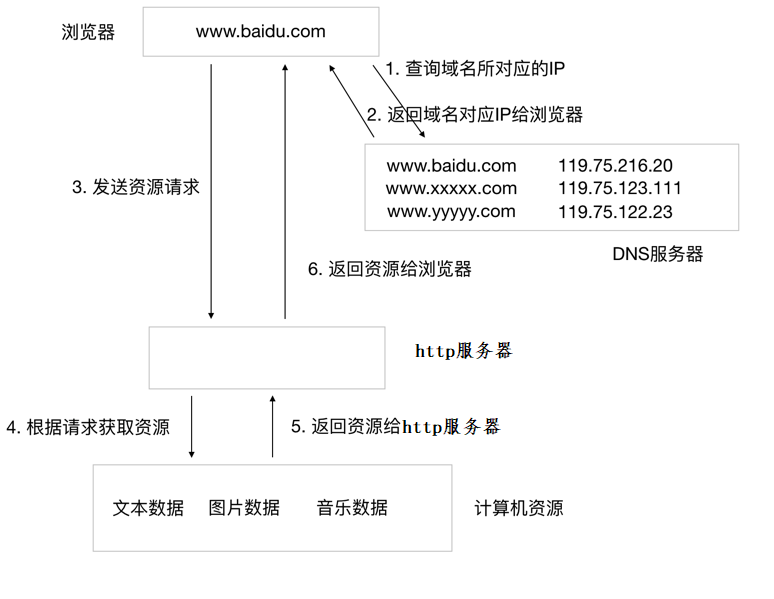 浏览器
www.baidu.com
1. 查询域名所对应的IP
2. 返回域名对应IP给浏览器
www.baidu.com 119.75.216.20
www.xxxxx.com 119.75.123.111
www.yyyyy.com 119.75.122.23
3. 发送资源请求
DNS服务器
6. 返回资源给浏览器
http服务器
4. 根据请求获取资源
5. 返回资源给http服务器
文本数据 图片数据 音乐数据
计算机资源